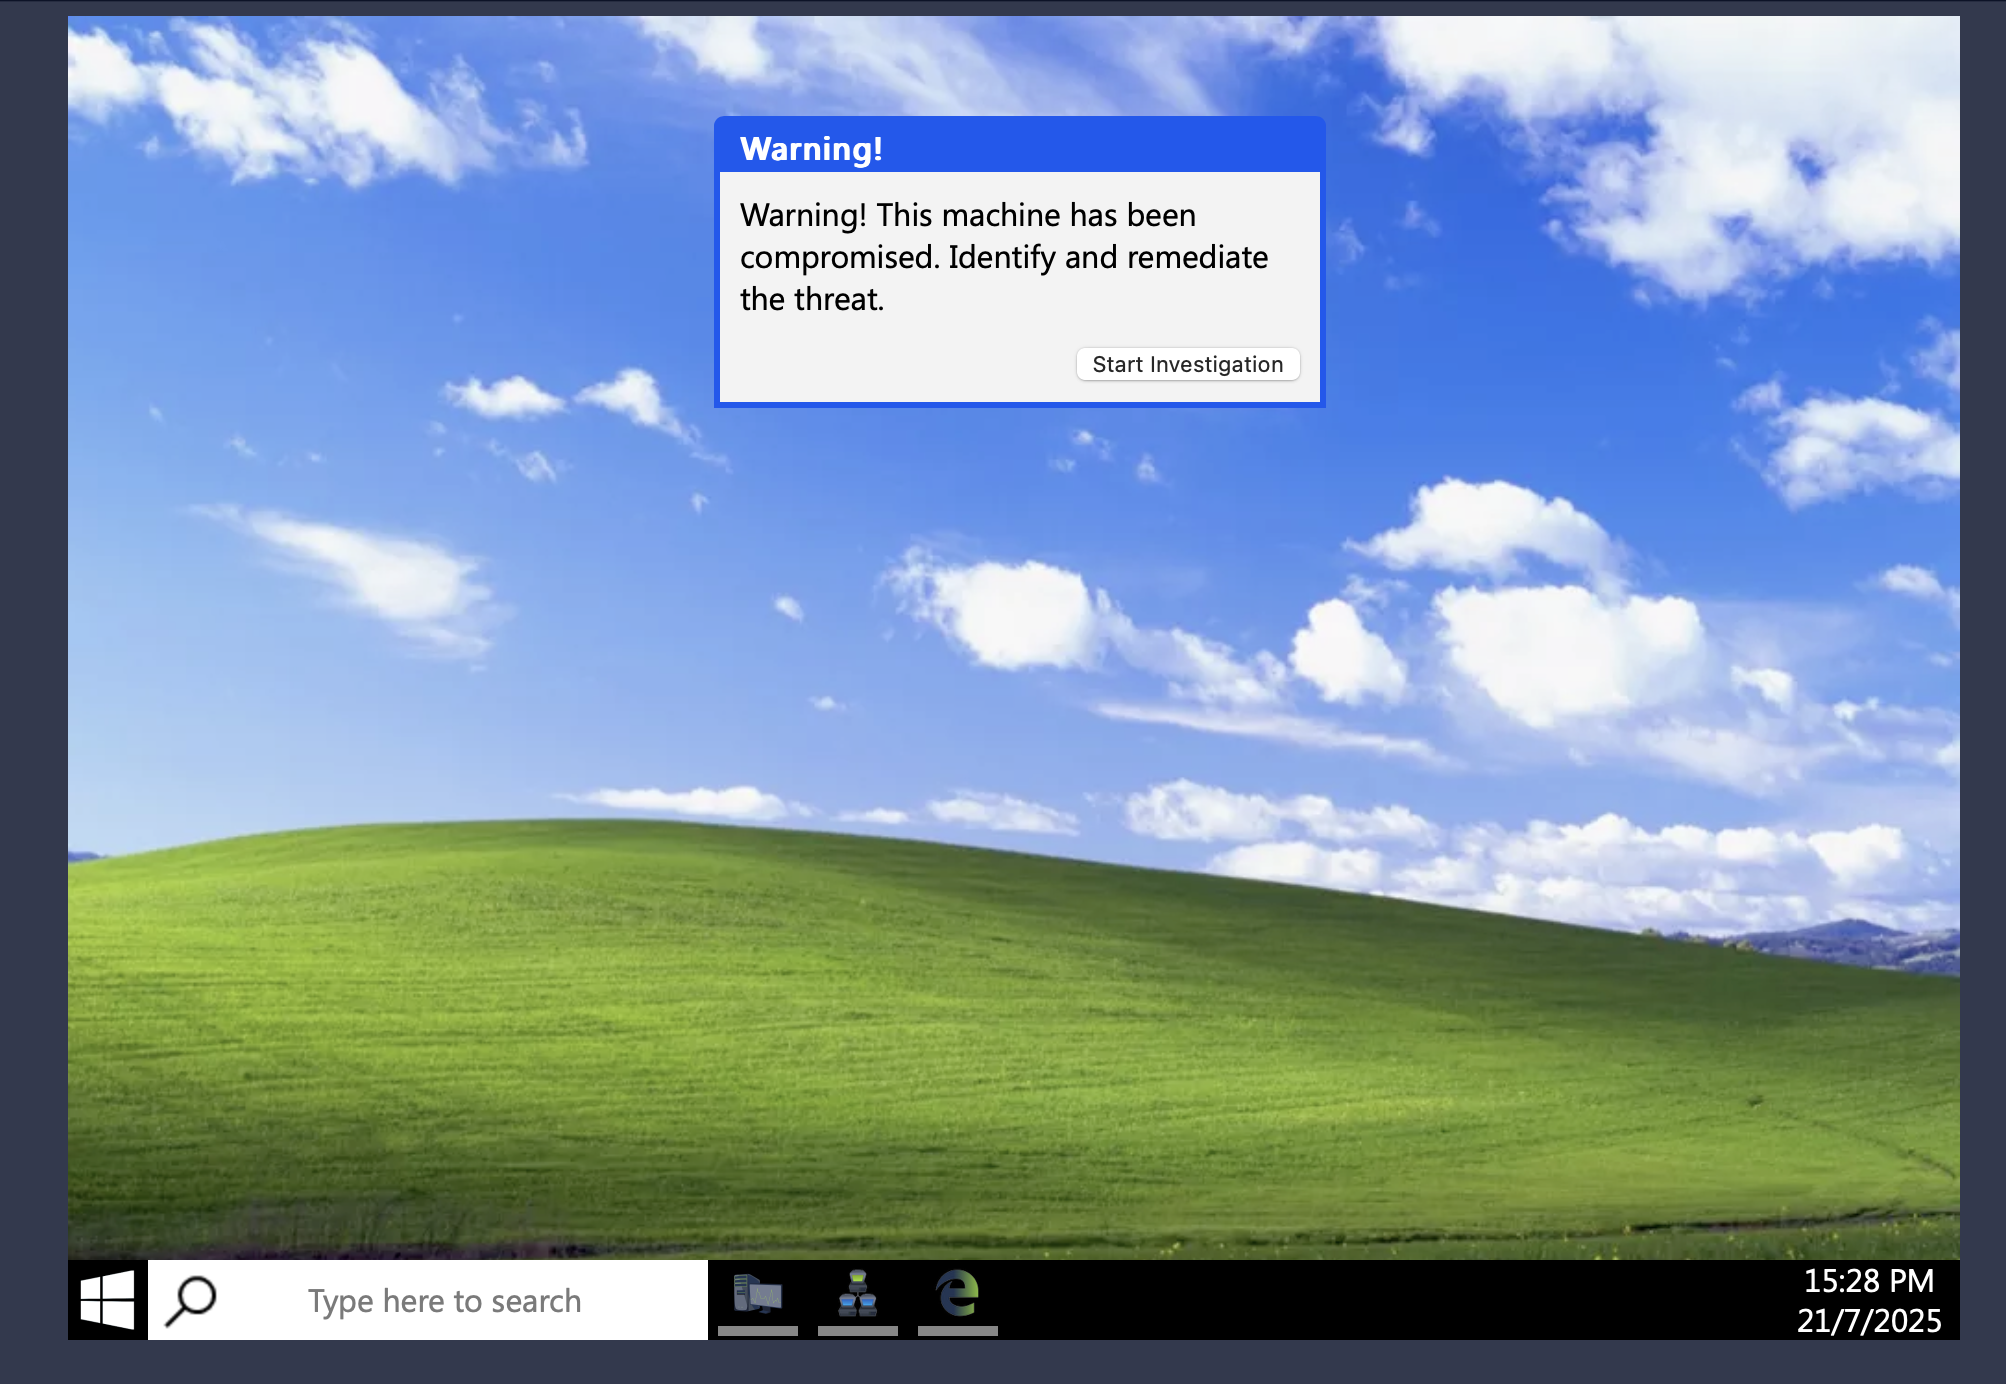 Warning!
Warning! This machine has been
compromised. Identify and remediate
the threat.
Start Investigation
Type here to search
15:28 PM
21/7/2025